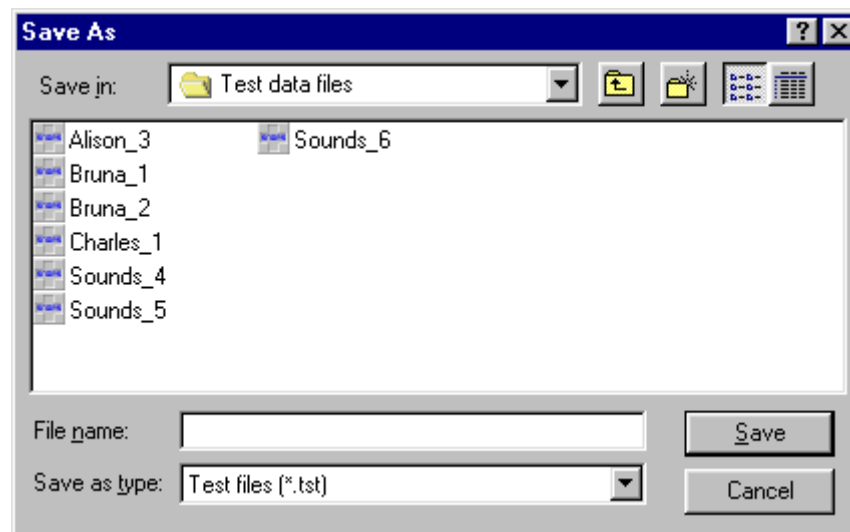 Save As
Save in: Test data files
Alison_3 Sounds_6
Bruna_1
Bruna_2
Charles_1
Sounds_4
Sounds_5
File name: Save
Save as type: Test files (*.tst) Cancel